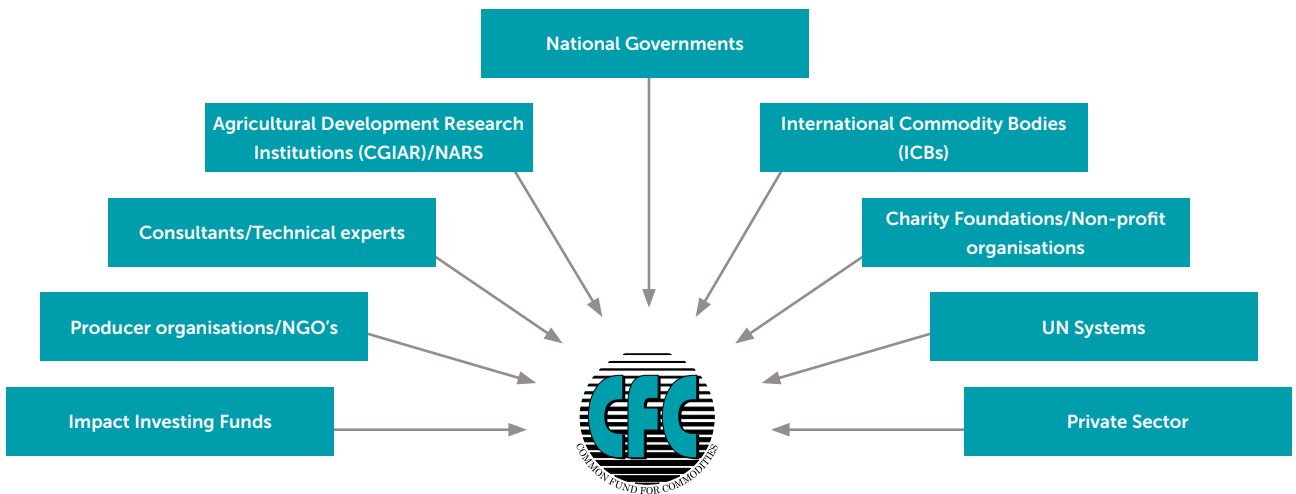 National Governments
Agricultural Development Research
Institutions (CGIAR)/NARS
International Commodity Bodies
(ICBs)
Consultants/Technical experts
Charity Foundations/Non-profit
organisations
Producer organisations/NGO's
UN Systems
Impact Investing Funds
Private Sector
CFC
COMMON FUND FOR COMMODITIES